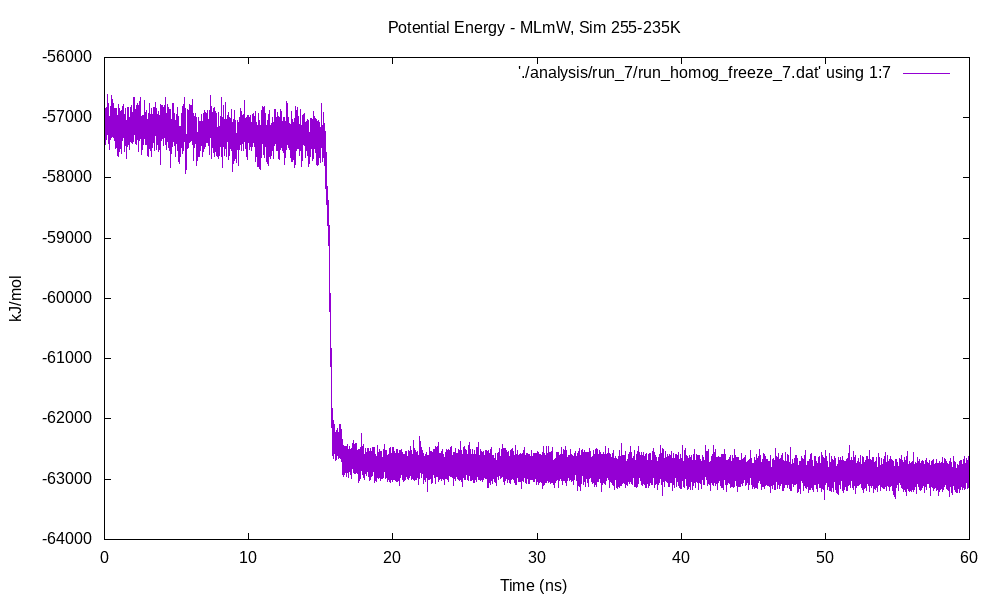 Potential Energy - MLmW, Sim 255-235K
'./analysis/run_7/run_homog_freeze_7.dat' using 1:7
-56000
-57000
-58000
-59000
-60000
-61000
-62000
-63000
-64000
kJ/mol
0 10 20 30 40 50 60
Time (ns)